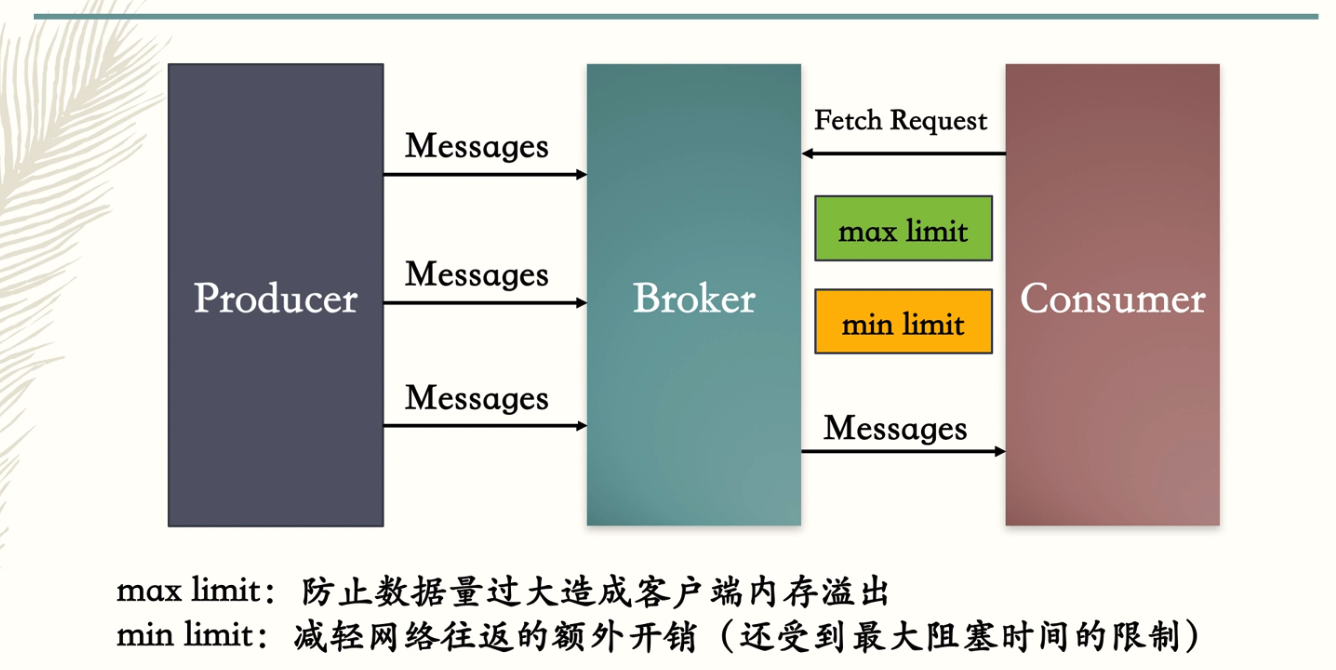 Fetch Request
Messages
max limit
Messages
Producer
Broker
Consumer
min limit
Messages
Messages
max limit：防止数据量过大造成客户端内存溢出
min limit：减轻网络往返的额外开销（还受到最大阻塞时间的限制）